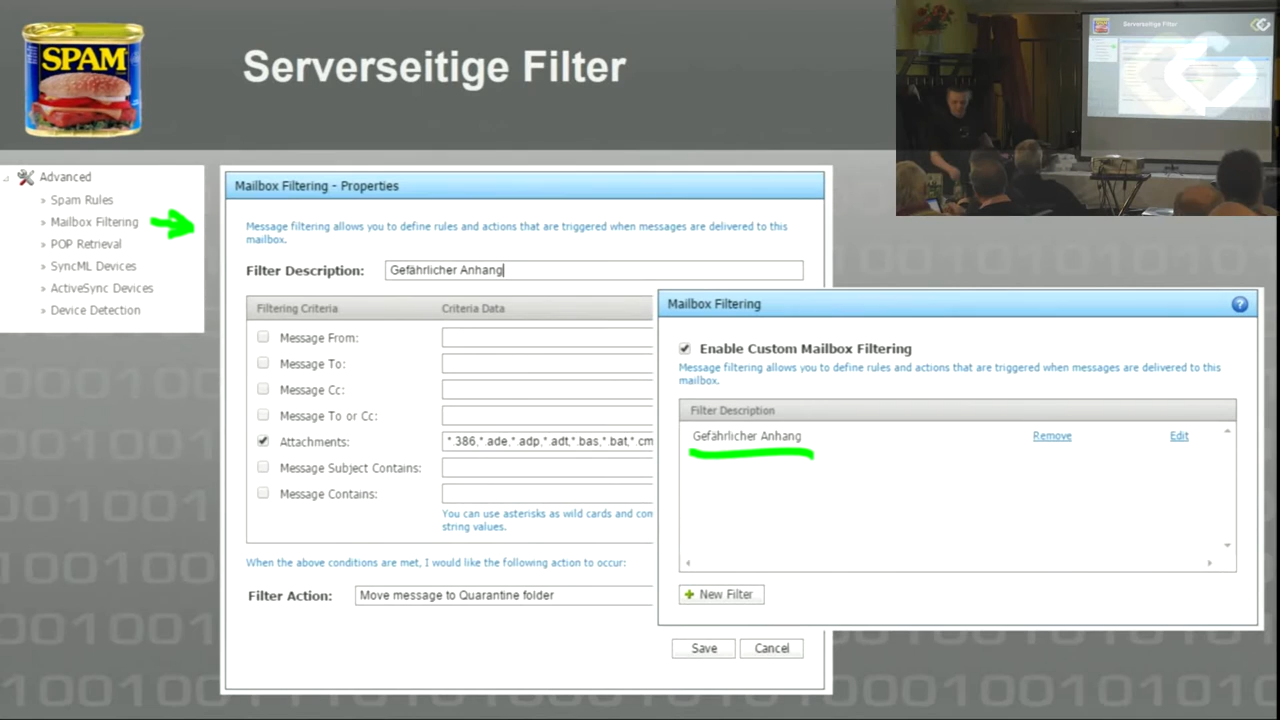 SPAM
Serverseitige Filter
Serverseitige Filter
Advanced
» Spam Rules
» Mailbox Filtering
» POP Retrieval
» SyncML Devices
» ActiveSync Devices
» Device Detection
Mailbox Filtering - Properties
Message filtering allows you to define rules and actions that are triggered when messages are delivered to this
mailbox.
Filter Description: Gefährlicher Anhang
Filtering Criteria Criteria Data
Message From:
Message To:
Message Cc:
Message To or Cc:
Attachments: *.386,*.ade,*.adp,*.adt,*.bas,*.bat,*.cm
Message Subject Contains:
Message Contains:
You can use asterisks as wild cards and com
string values.
When the above conditions are met, I would like the following action to occur:
Filter Action: Move message to Quarantine folder
Save Cancel
Mailbox Filtering
Enable Custom Mailbox Filtering
Message filtering allows you to define rules and actions that are triggered when messages are delivered to this
mailbox.
Filter Description
Gefährlicher Anhang Remove Edit
New Filter